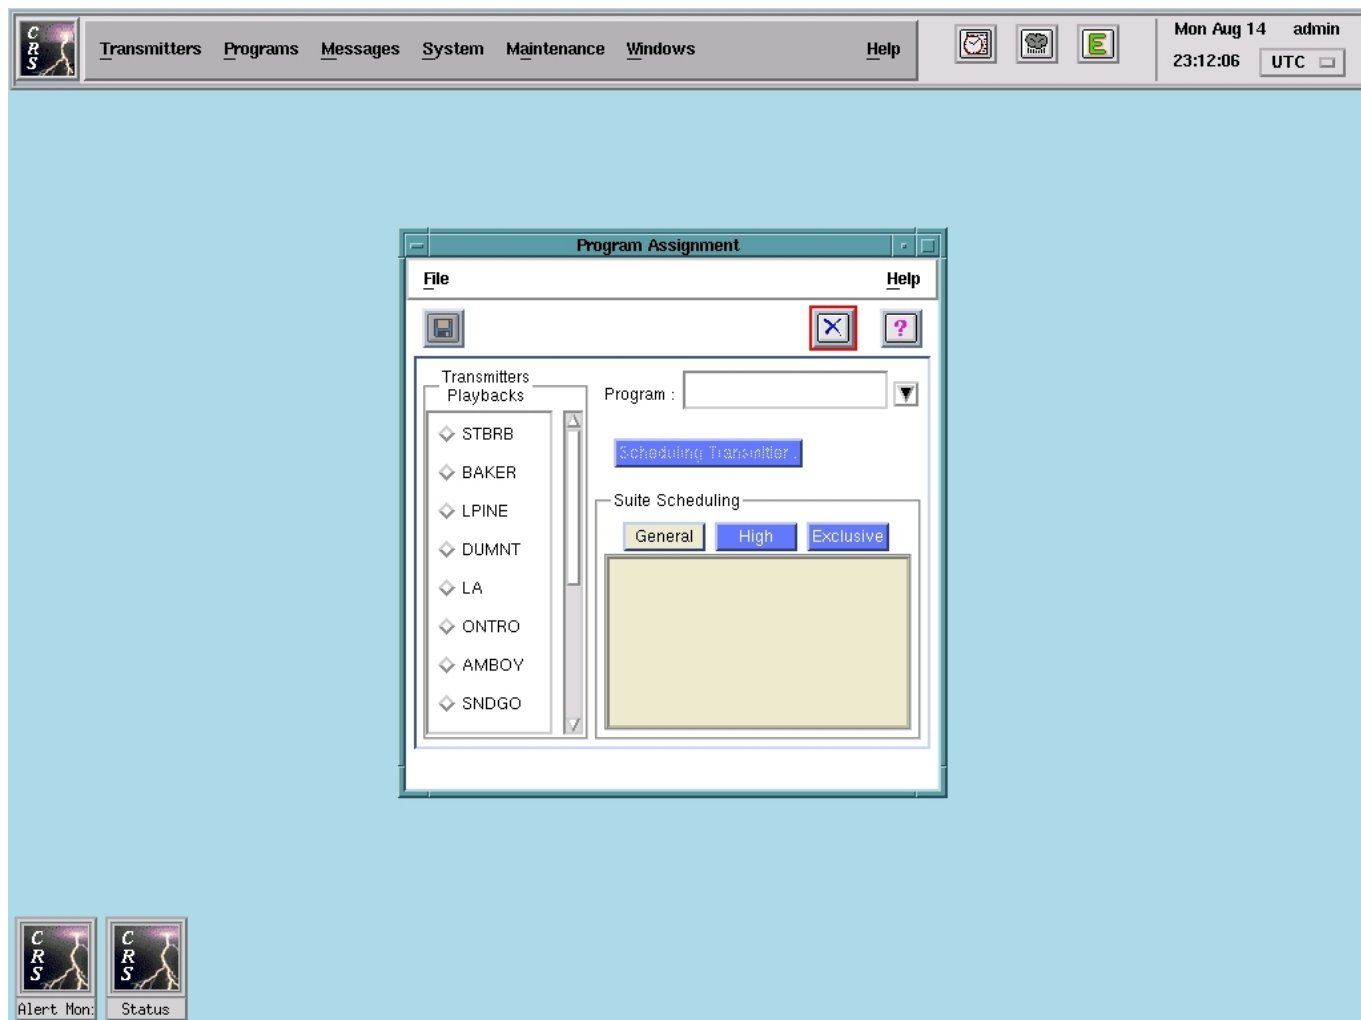 CRS
Transmitters Programs Messages System Maintenance Windows Help
E
Mon Aug 14 admin
23:12:06 UTC
Program Assignment
File Help
?
Transmitters
Playbacks
Program :
STBRB
BAKER
LPINE
DUMNT
LA
ONTRO
AMBOY
SNDGO
Scheduling Transmitter :
Suite Scheduling
General High Exclusive
CRS
Alert Mon:
CRS
Status